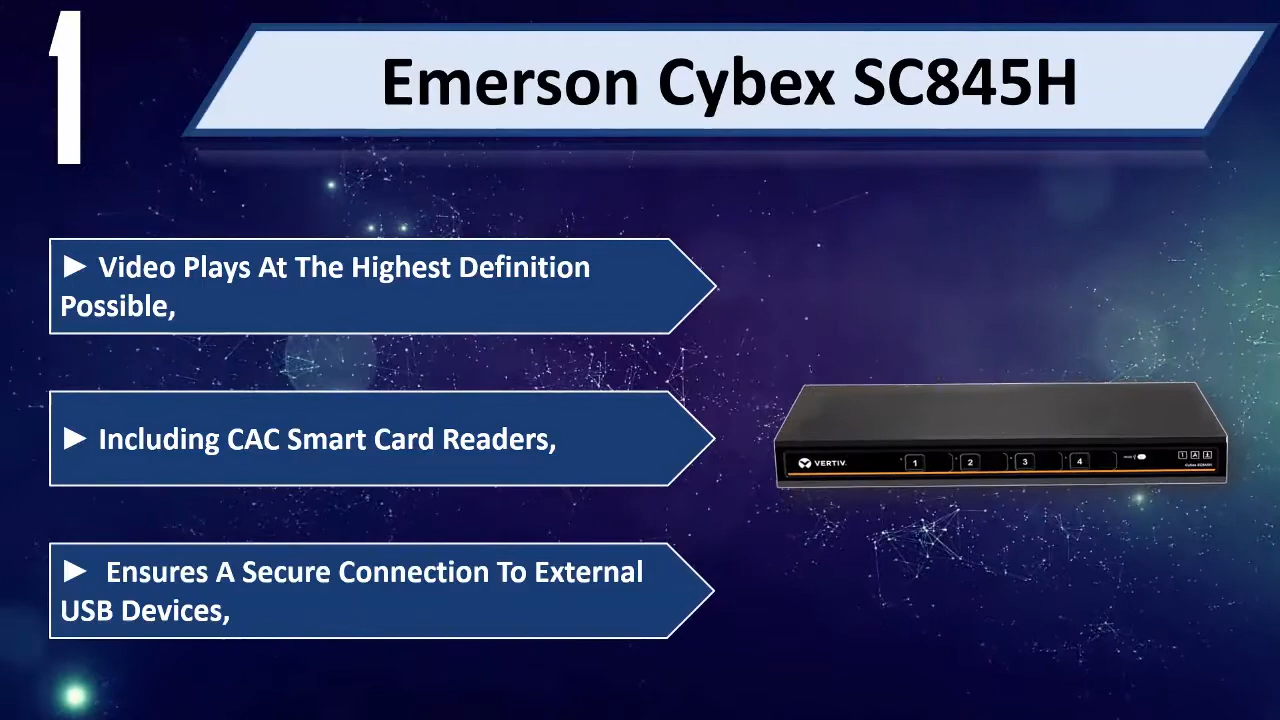 1
Emerson Cybex SC845H
► Video Plays At The Highest Definition
Possible,
► Including CAC Smart Card Readers,
► Ensures A Secure Connection To External
USB Devices,
VERTIV
1 2 3 4